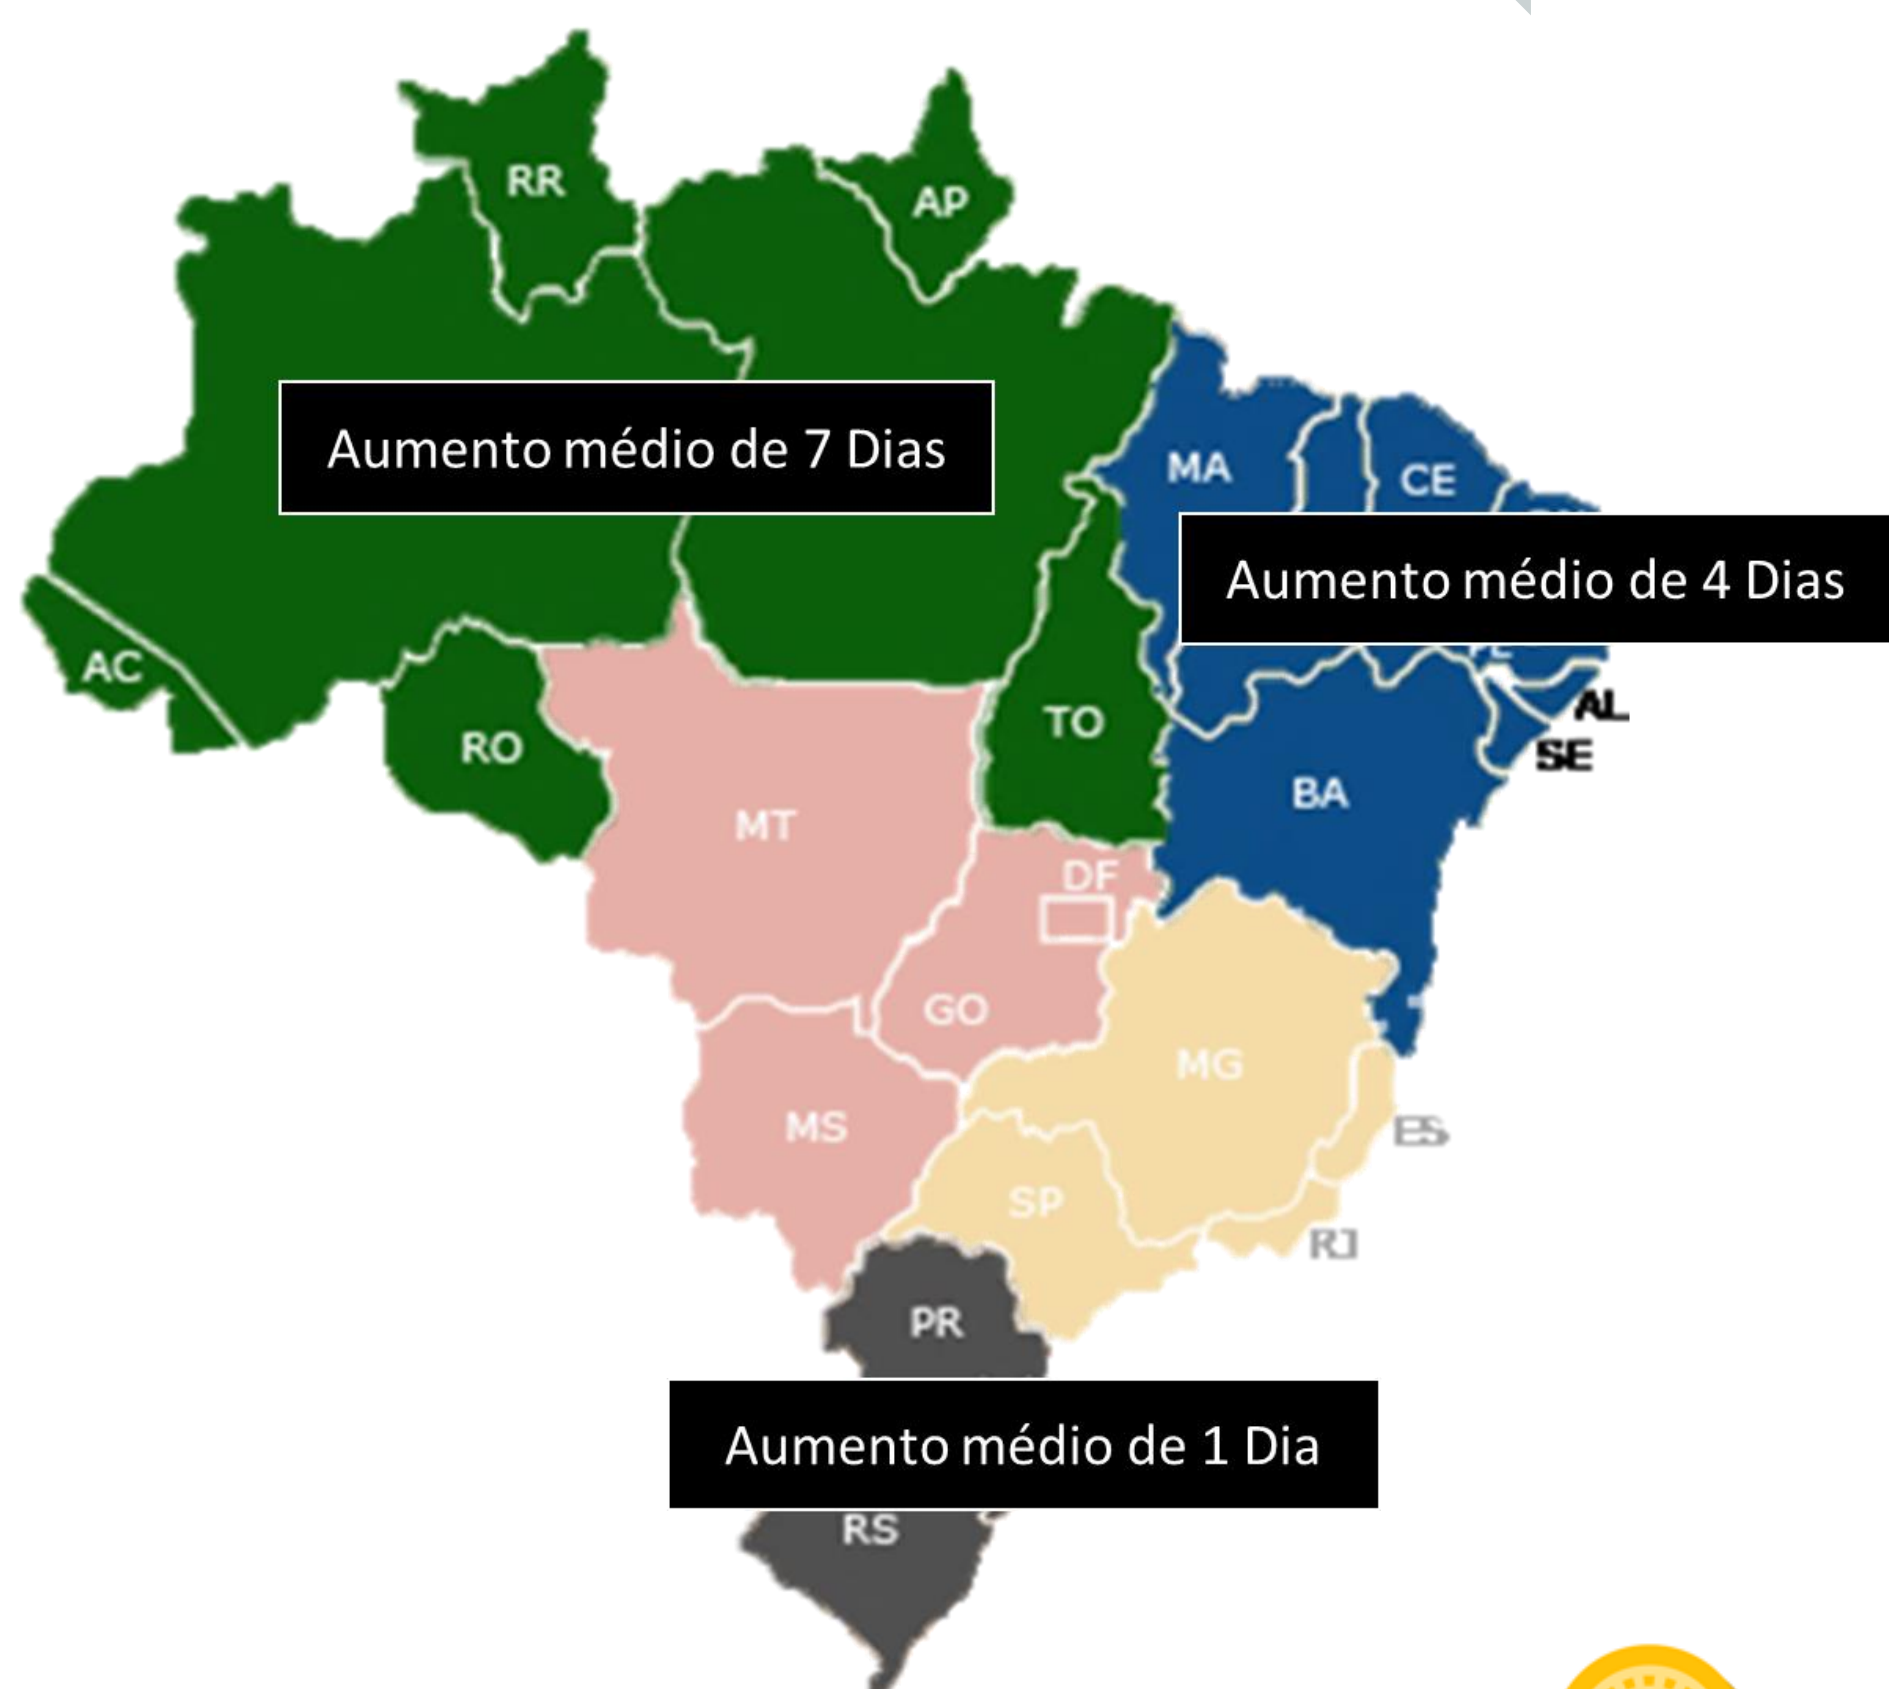 RR
AP
Aumento médio de 7 Dias
MA
CE
Aumento médio de 4 Dias
AC
PE
AL
TO
RO
SE
BA
MT
DF
GO
MG
MS
ES
SP
RJ
PR
Aumento médio de 1 Dia
RS